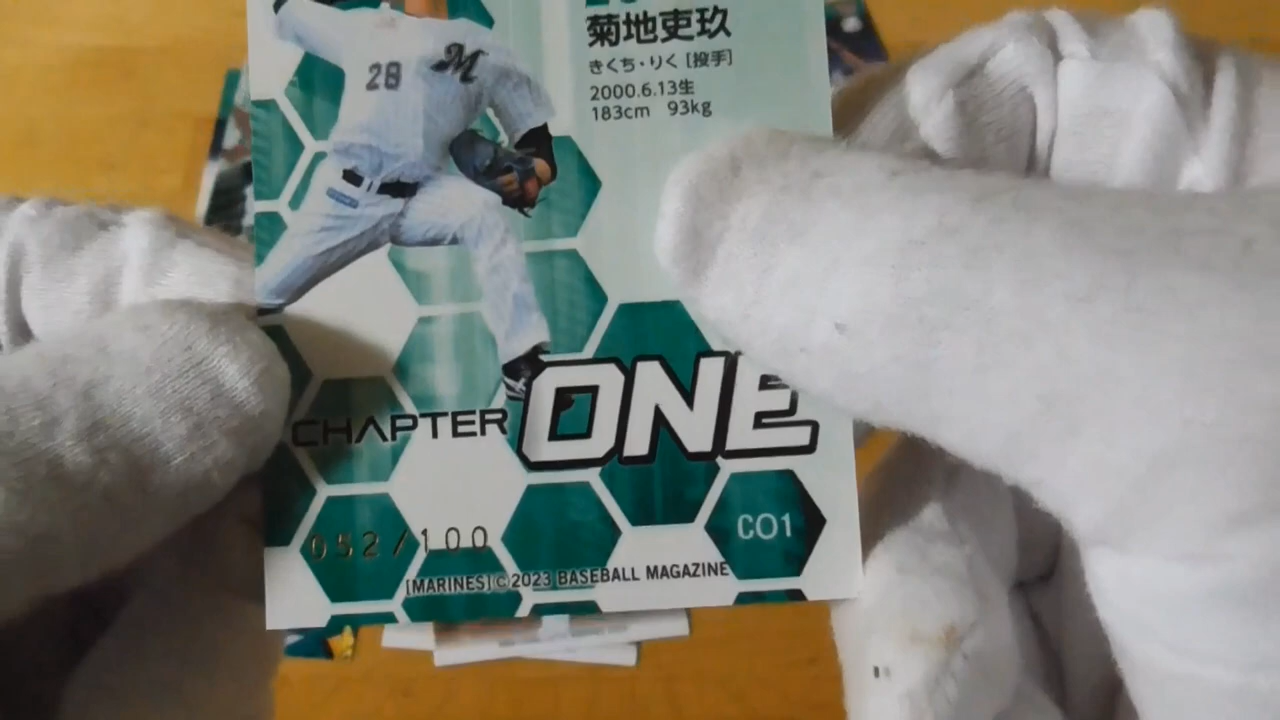 菊地吏玖
きくち・りく [投手]
2000.6.13生
183cm 93kg
M
28
CHAPTER ONE
CO1
052/100
[MARINES]©2023 BASEBALL MAGAZINE